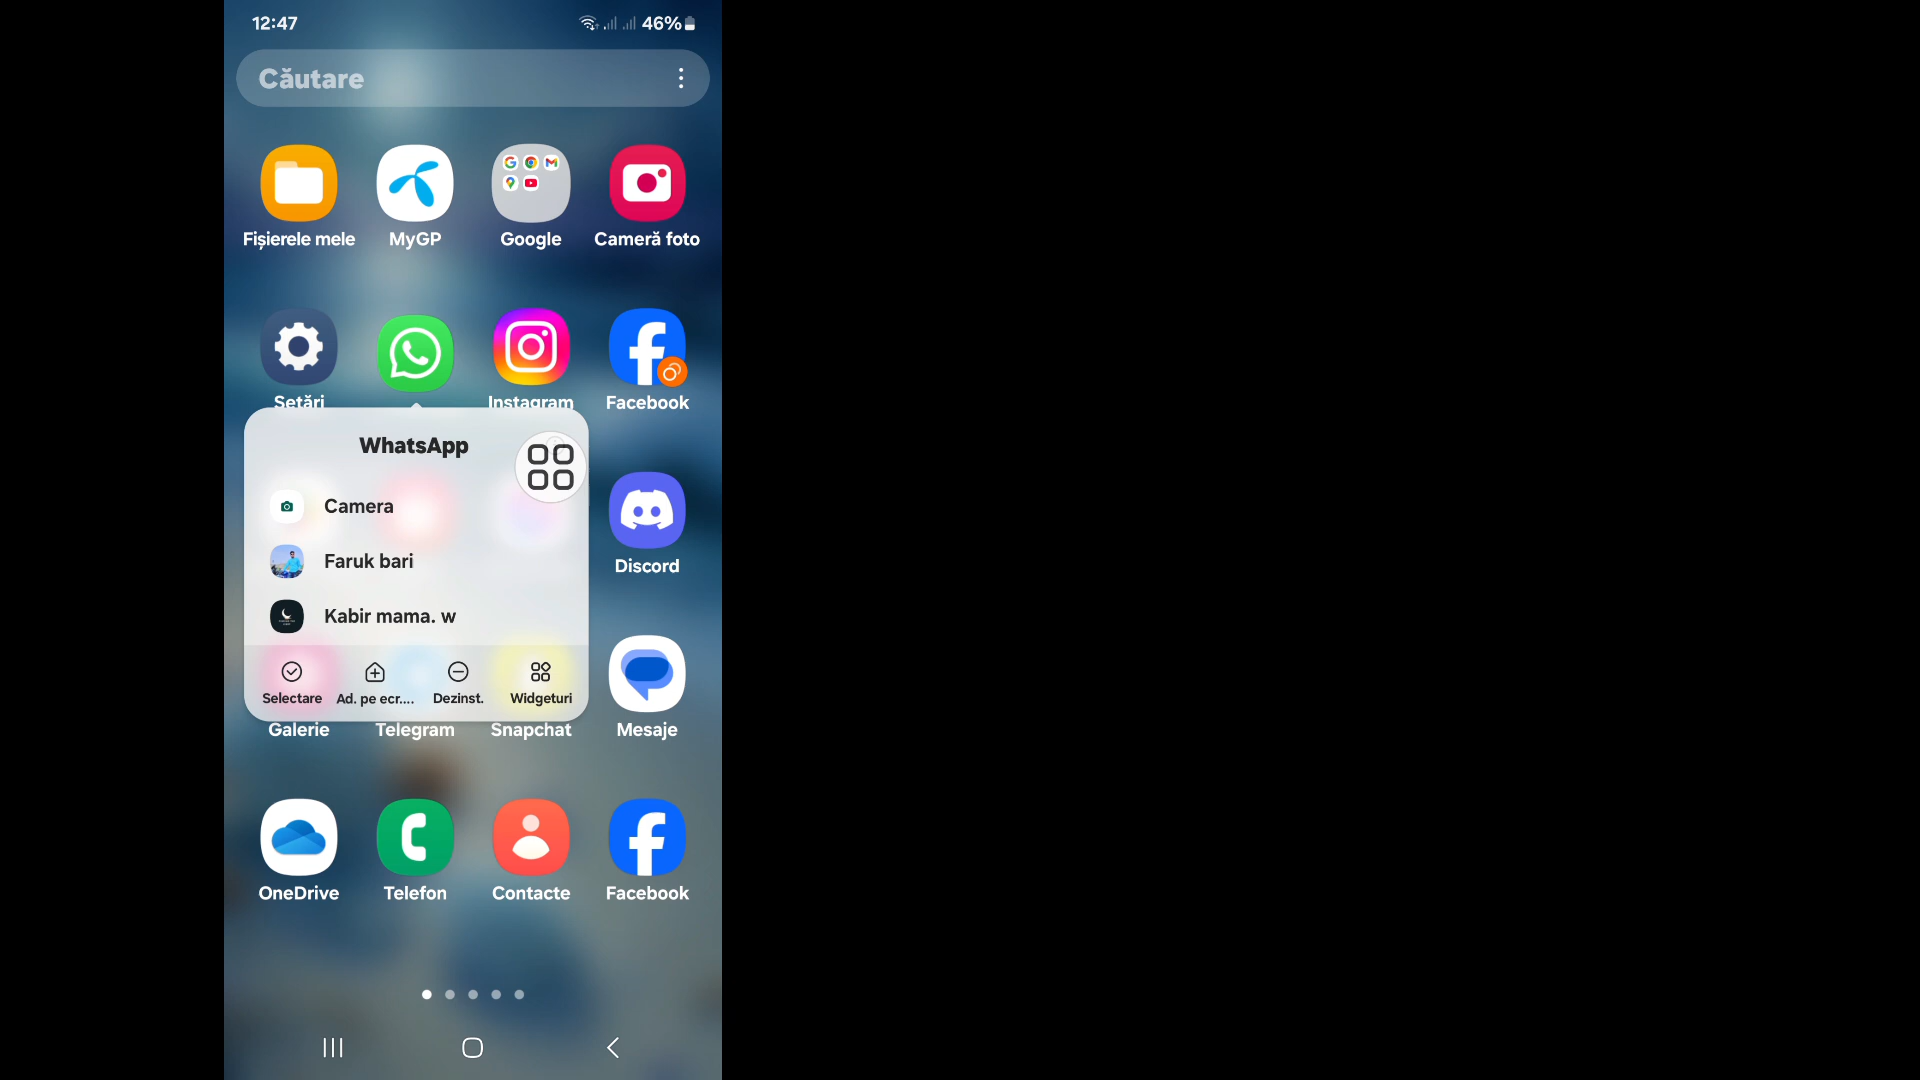 12:47
46%
Căutare
Fișierele mele
MyGP
Google
Cameră foto
Setări
Instagram
Facebook
WhatsApp
Camera
Faruk bari
Kabir mama. w
Discord
Selectare
Ad. pe ecr....
Dezinst.
Widgeturi
Galerie
Telegram
Snapchat
Mesaje
OneDrive
Telefon
Contacte
Facebook